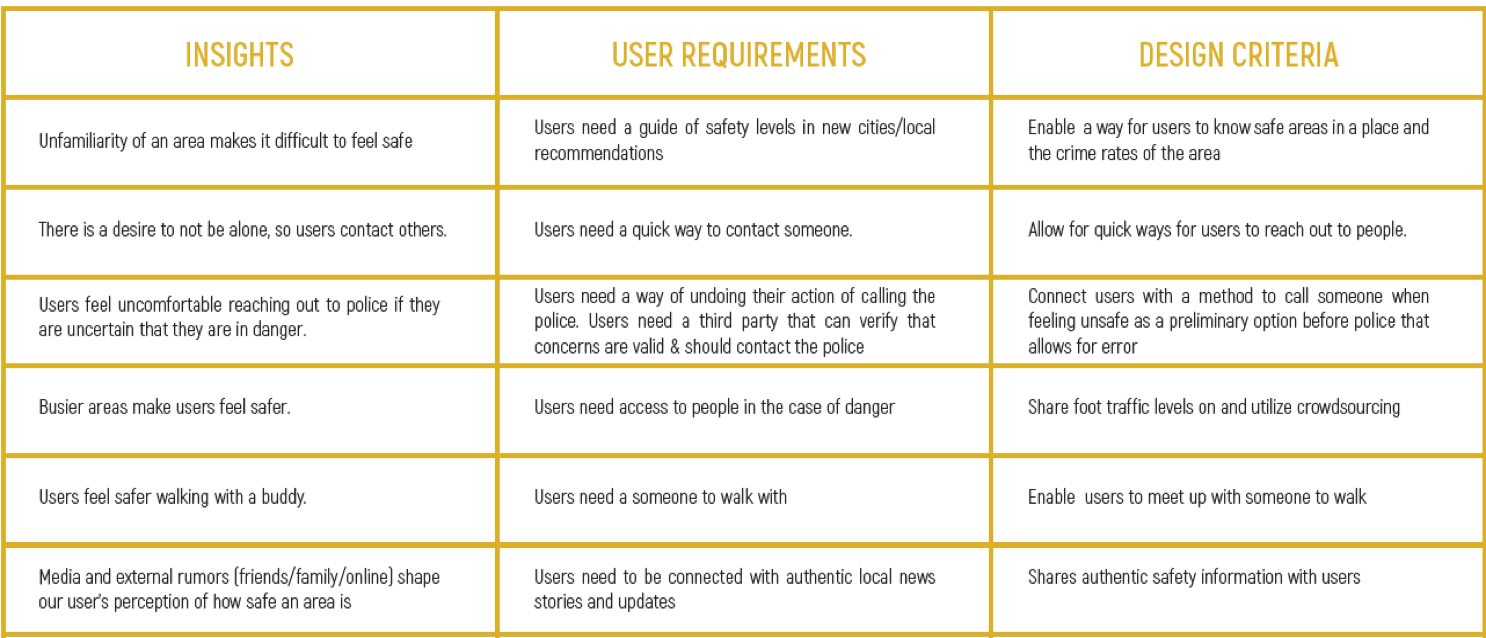 INSIGHTS
USER REQUIREMENTS
DESIGN CRITERIA
Unfamiliarity of an area makes it difficult to feel safe
Users need a guide of safety levels in new cities/local
recommendations
Enable a way for users to know safe areas in a place and
the crime rates of the area
There is a desire to not be alone, so users contact others.
Users need a quick way to contact someone.
Allow for quick ways for users to reach out to people.
Users feel uncomfortable reaching out to police if they
are uncertain that they are in danger.
Users need a way of undoing their action of calling the
police. Users need a third party that can verify that
concerns are valid & should contact the police
Connect users with a method to call someone when
feeling unsafe as a preliminary option before police that
allows for error
Busier areas make users feel safer.
Users need access to people in the case of danger
Share foot traffic levels on and utilize crowdsourcing
Users feel safer walking with a buddy.
Users need a someone to walk with
Enable users to meet up with someone to walk
Media and external rumors (friends/family/online) shape
our user's perception of how safe an area is
Users need to be connected with authentic local news
stories and updates
Shares authentic safety information with users